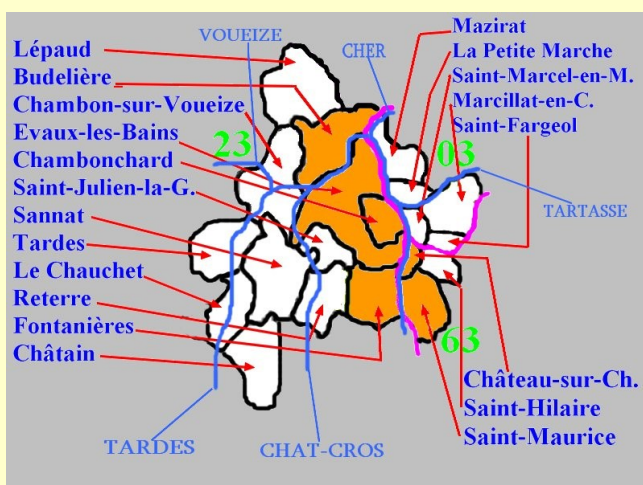 Lépaud
Budelière
Chambon-sur-Voueize
Evaux-les-Bains
Chambonchard
Saint-Julien-la-G.
Sannat
Tardes
Le Chauchet
Reterre
Fontanières
Châtain
VOUEIZE
CHER
23
03
63
TARDES
CHAT-CROS
TARTASSE
Mazirat
La Petite Marche
Saint-Marcel-en-M.
Marcillat-en-C.
Saint-Fargeol
Château-sur-Ch.
Saint-Hilaire
Saint-Maurice